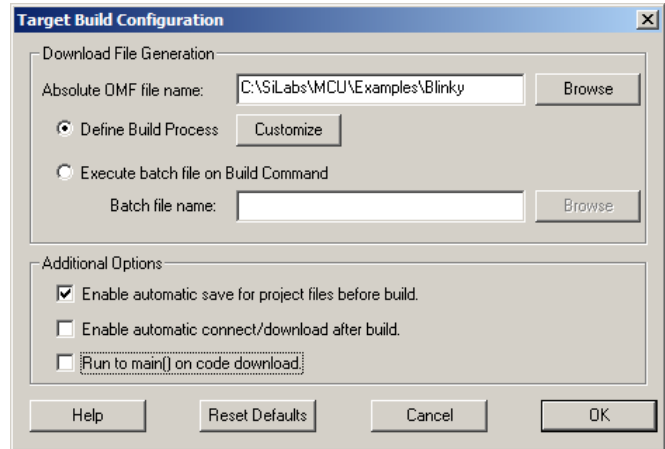 Target Build Configuration
Download File Generation
Absolute OMF file name: C:\SiLabs\MCU\Examples\Blinky Browse
Define Build Process Customize
Execute batch file on Build Command
Batch file name: Browse
Additional Options
Enable automatic save for project files before build.
Enable automatic connect/download after build.
Run to main() on code download.
Help Reset Defaults Cancel OK